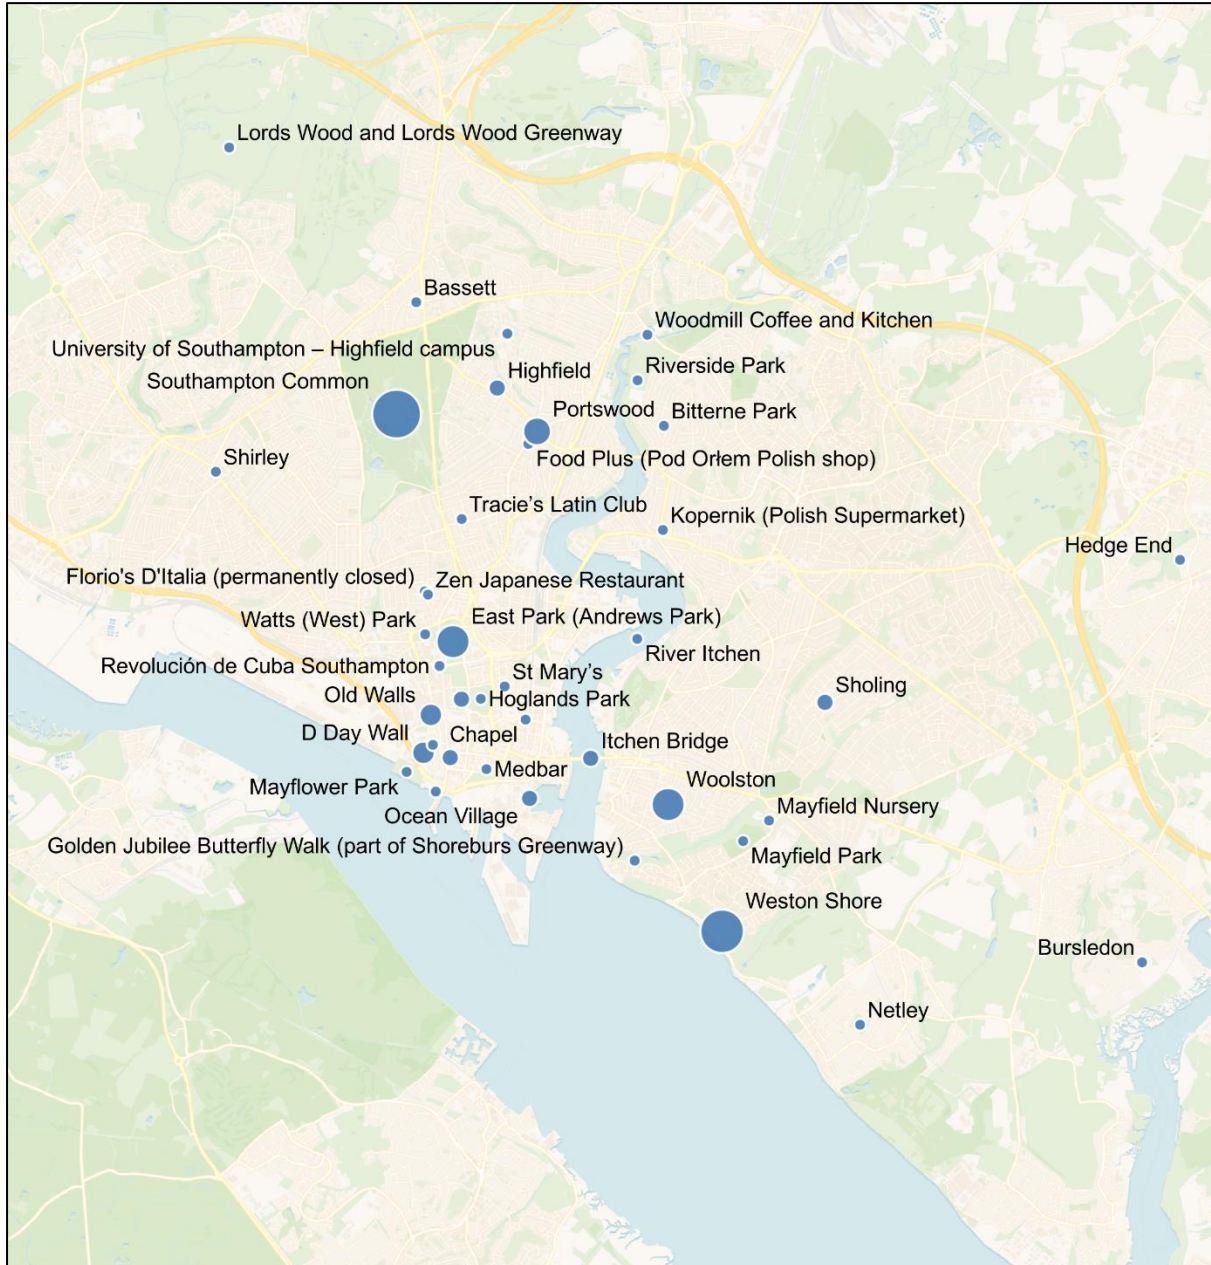 Lords Wood and Lords Wood Greenway
Bassett
Woodmill Coffee and Kitchen
University of Southampton – Highfield campus
Riverside Park
Highfield
Southampton Common
Portswood
Bitterne Park
Shirley
Food Plus (Pod Orłem Polish shop)
Tracie’s Latin Club
Kopernik (Polish Supermarket)
Hedge End
Florio's D'Italia (permanently closed)
Zen Japanese Restaurant
Watts (West) Park
East Park (Andrews Park)
River Itchen
Revolución de Cuba Southampton
St Mary’s
Sholing
Old Walls
Hoglands Park
D Day Wall
Chapel
Itchen Bridge
Medbar
Woolston
Mayflower Park
Mayfield Nursery
Ocean Village
Golden Jubilee Butterfly Walk (part of Shoreburs Greenway)
Mayfield Park
Weston Shore
Bursledon
Netley